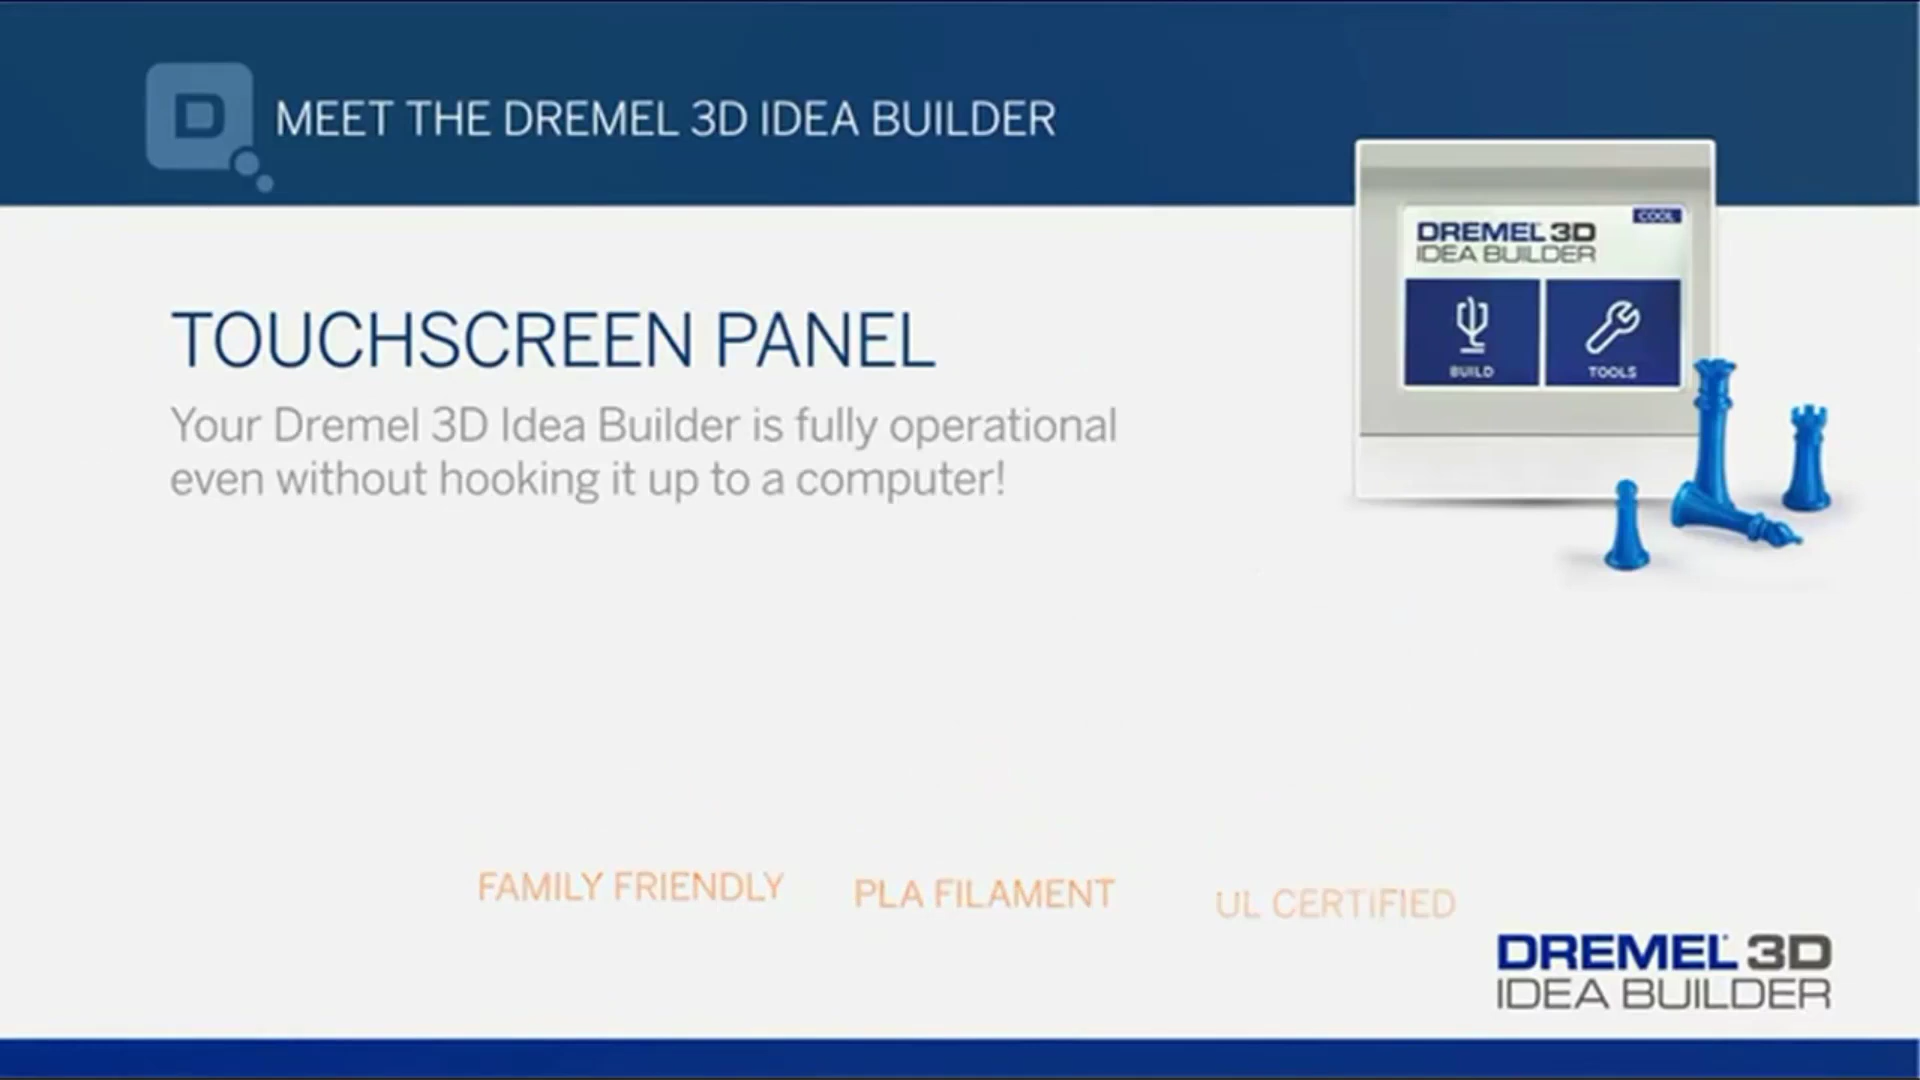 D
MEET THE DREMEL 3D IDEA BUILDER
COOL
DREMEL 3D
IDEA BUILDER
BUILD
TOOLS
TOUCHSCREEN PANEL
Your Dremel 3D Idea Builder is fully operational
even without hooking it up to a computer!
FAMILY FRIENDLY
PLA FILAMENT
UL CERTIFIED
DREMEL 3D
IDEA BUILDER